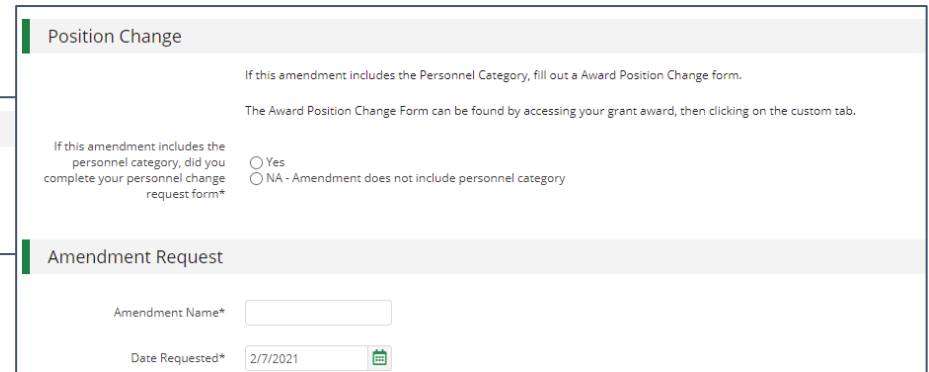 Position Change
If this amendment includes the Personnel Category, fill out a Award Position Change form.
The Award Position Change Form can be found by accessing your grant award, then clicking on the custom tab.
If this amendment includes the
personnel category, did you
complete your personnel change
request form*
Yes
NA - Amendment does not include personnel category
Amendment Request
Amendment Name*
Date Requested* 2/7/2021